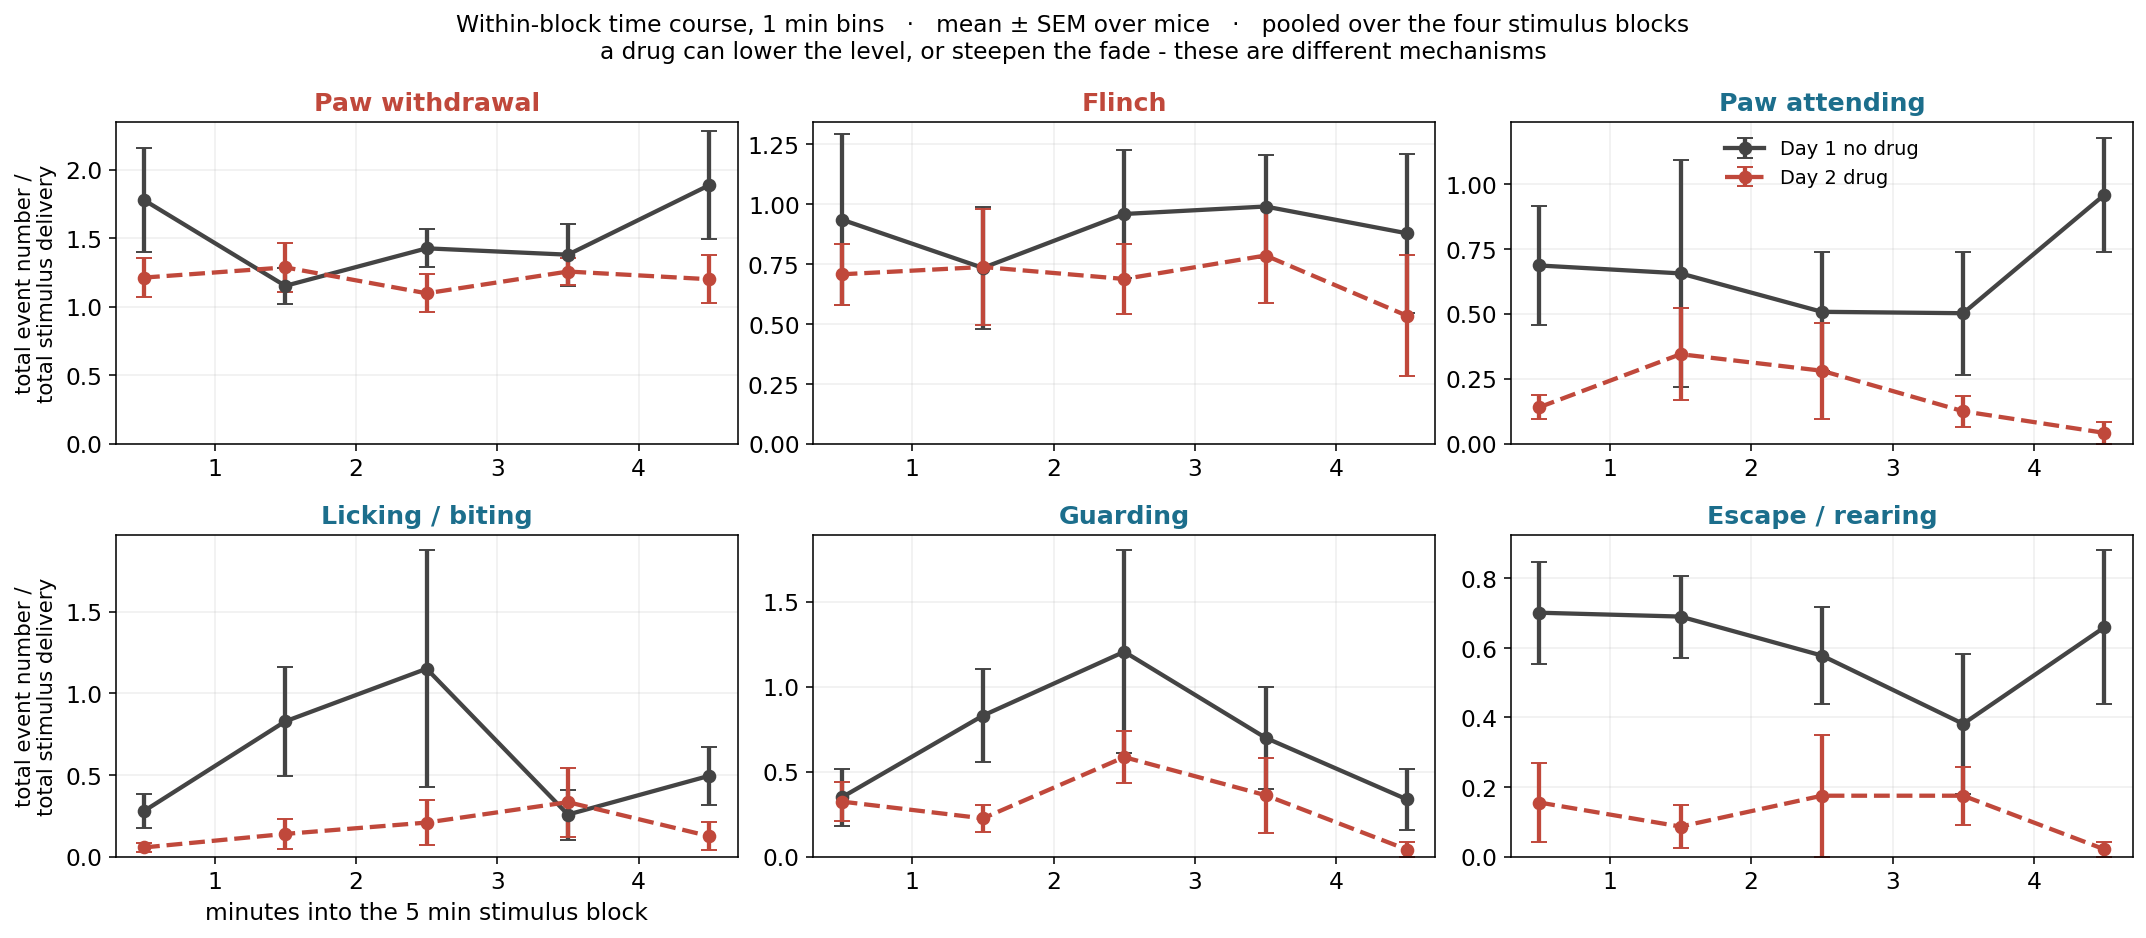 Within-block time course, 1 min bins · mean ± SEM over mice · pooled over the four stimulus blocks
a drug can lower the level, or steepen the fade - these are different mechanisms
Paw withdrawal
total event number /
total stimulus delivery
2.0
1.5
1.0
0.5
0.0
1 2 3 4
Flinch
1.25
1.00
0.75
0.50
0.25
0.00
1 2 3 4
Paw attending
Day 1 no drug
Day 2 drug
1.00
0.75
0.50
0.25
0.00
1 2 3 4
Licking / biting
total event number /
total stimulus delivery
1.5
1.0
0.5
0.0
1 2 3 4
minutes into the 5 min stimulus block
Guarding
1.5
1.0
0.5
0.0
1 2 3 4
Escape / rearing
0.8
0.6
0.4
0.2
0.0
1 2 3 4